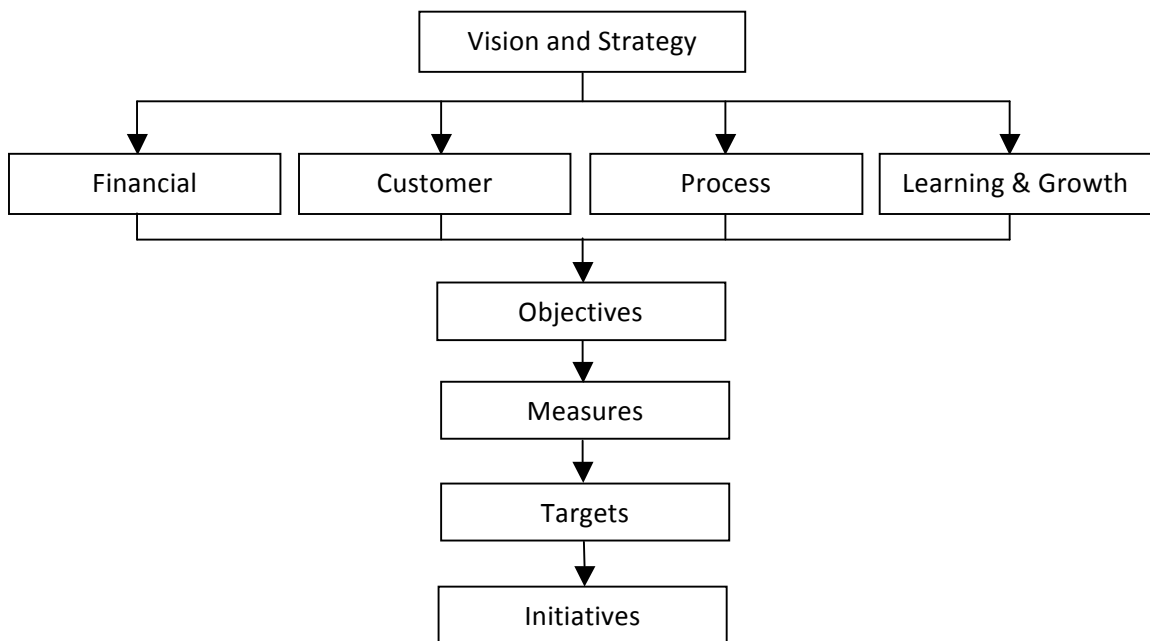 Vision and Strategy
Financial
Customer
Process
Learning & Growth
Objectives
Measures
Targets
Initiatives